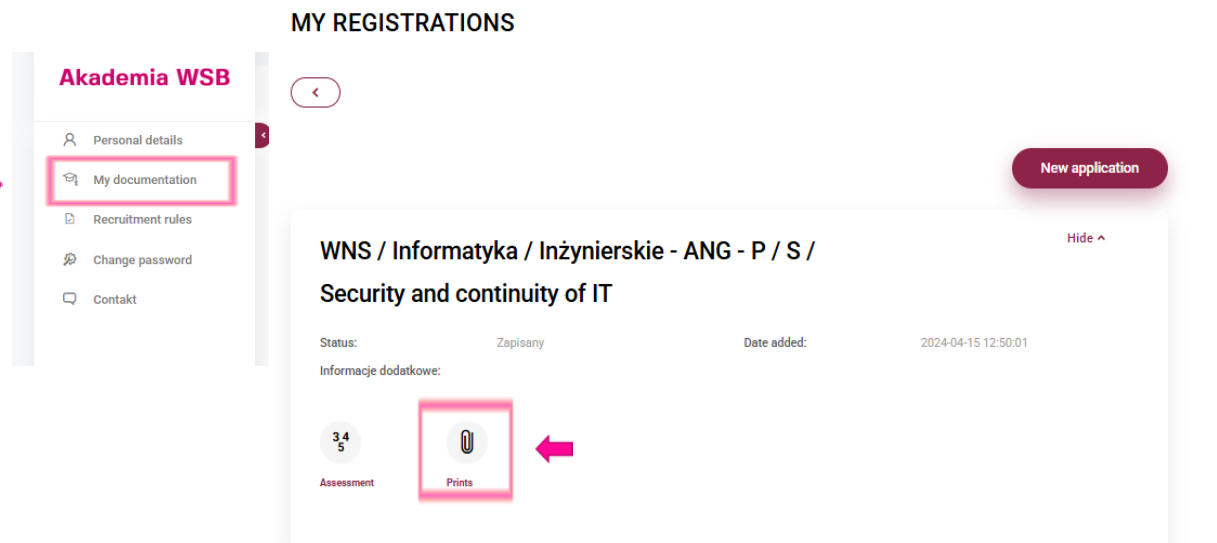 MY REGISTRATIONS
Akademia WSB
Personal details
My documentation
Recruitment rules
Change password
Contakt
New application
Hide
WNS / Informatyka / Inżynierskie - ANG - P / S /
Security and continuity of IT
Status: Zapisany Date added: 2024-04-15 12:50:01
Informacje dodatkowe:
3 4
5
Assessment Prints